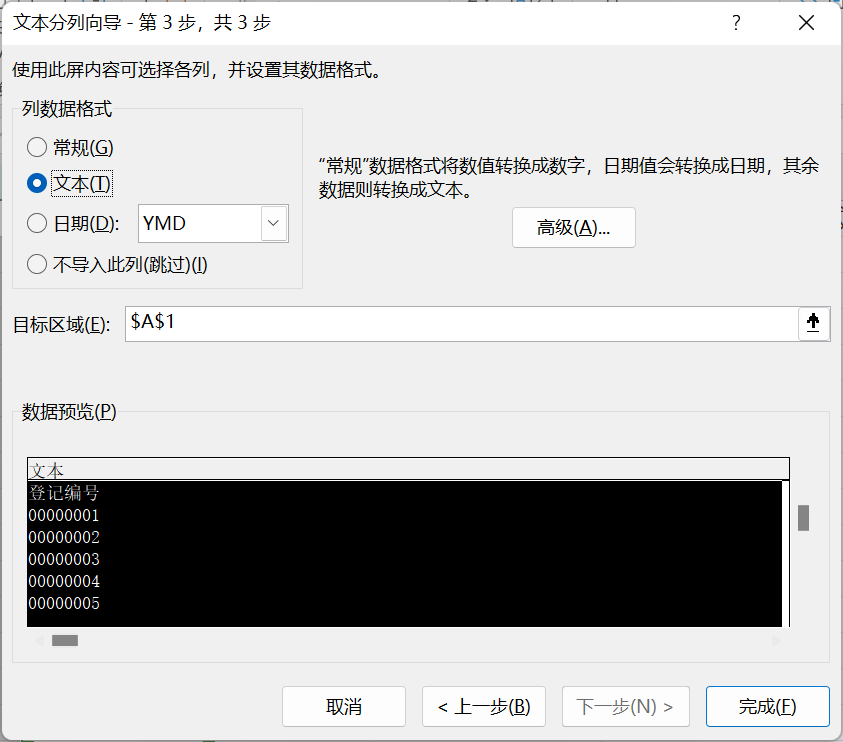 文本分列向导 - 第 3 步，共 3 步 ?
使用此屏内容可选择各列，并设置其数据格式。
列数据格式
常规(G)
文本(T)
日期(D): YMD
不导入此列(跳过)(I)
“常规”数据格式将数值转换成数字，日期值会转换成日期，其余
数据则转换成文本。
高级(A)...
目标区域(E): $A$1
数据预览(P)
文本
登记编号
00000001
00000002
00000003
00000004
00000005
取消 < 上一步(B) 下一步(N) > 完成(F)